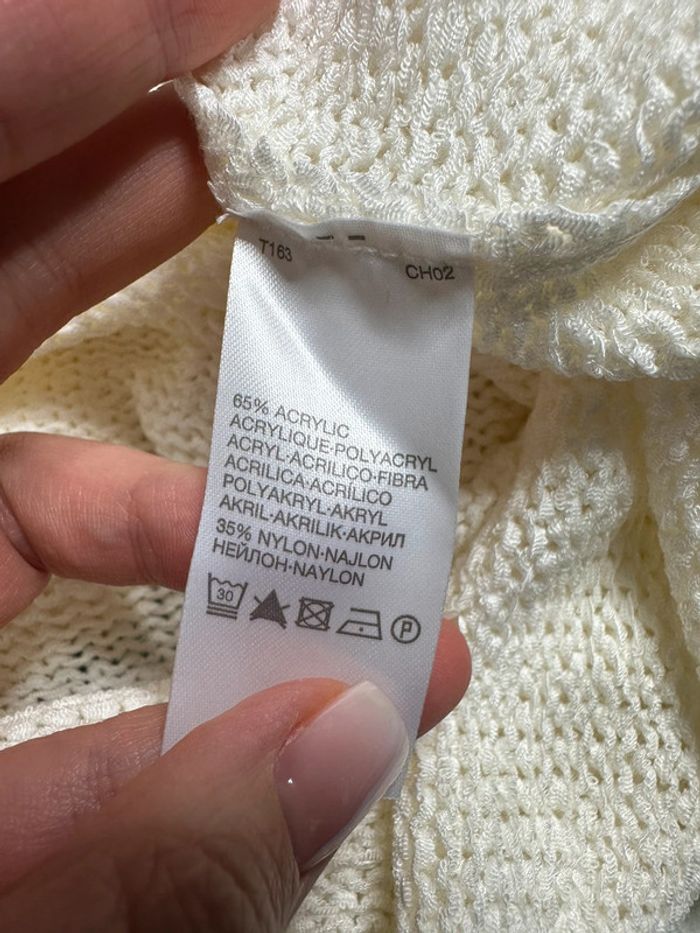 T163
CH02
65% ACRYLIC
ACRYLIQUE·POLYACRYL
ACRYL·ACRILICO·FIBRA
ACRILICA·ACRÍLICO
POLYAKRYL·AKRYL
AKRIL·AKRILIK·АКРИЛ
35% NYLON·NAJLON
НЕЙЛОН·NAYLON
30
P